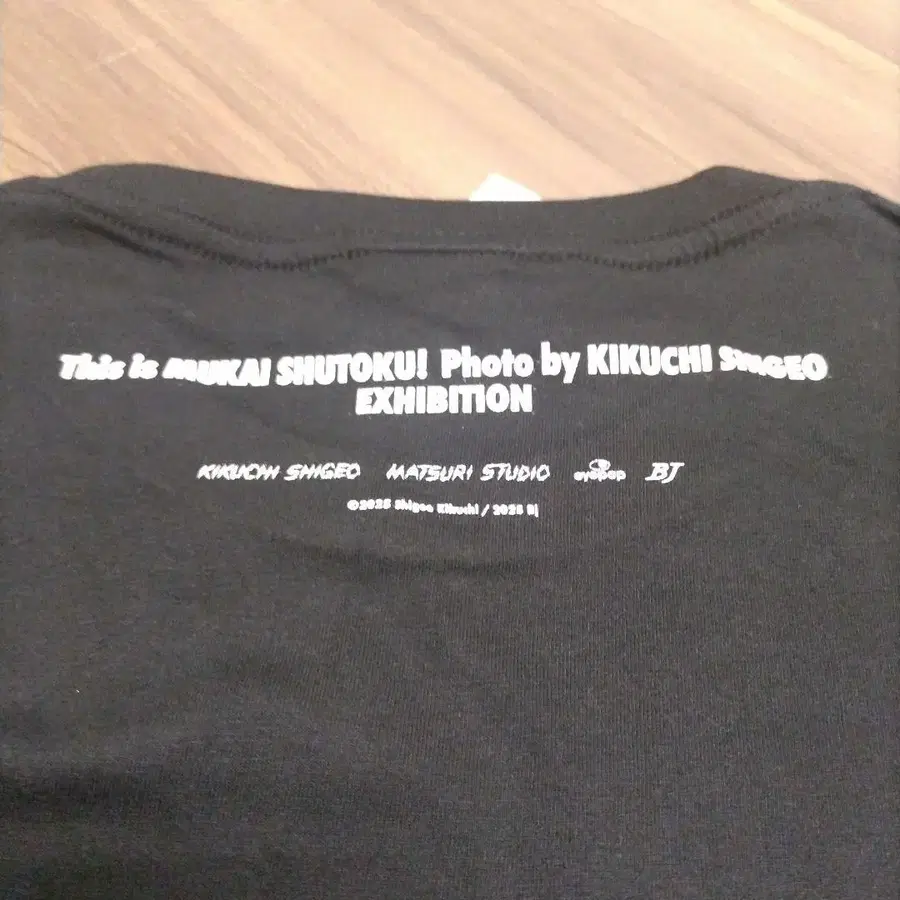 This is MUKAI SHUTOKU! Photo by KIKUCHI SHIGEO
EXHIBITION
KIKUCHI SHIGEO MATSURI STUDIO BJ
©2025 Shigeo Kikuchi / 2025 BJ